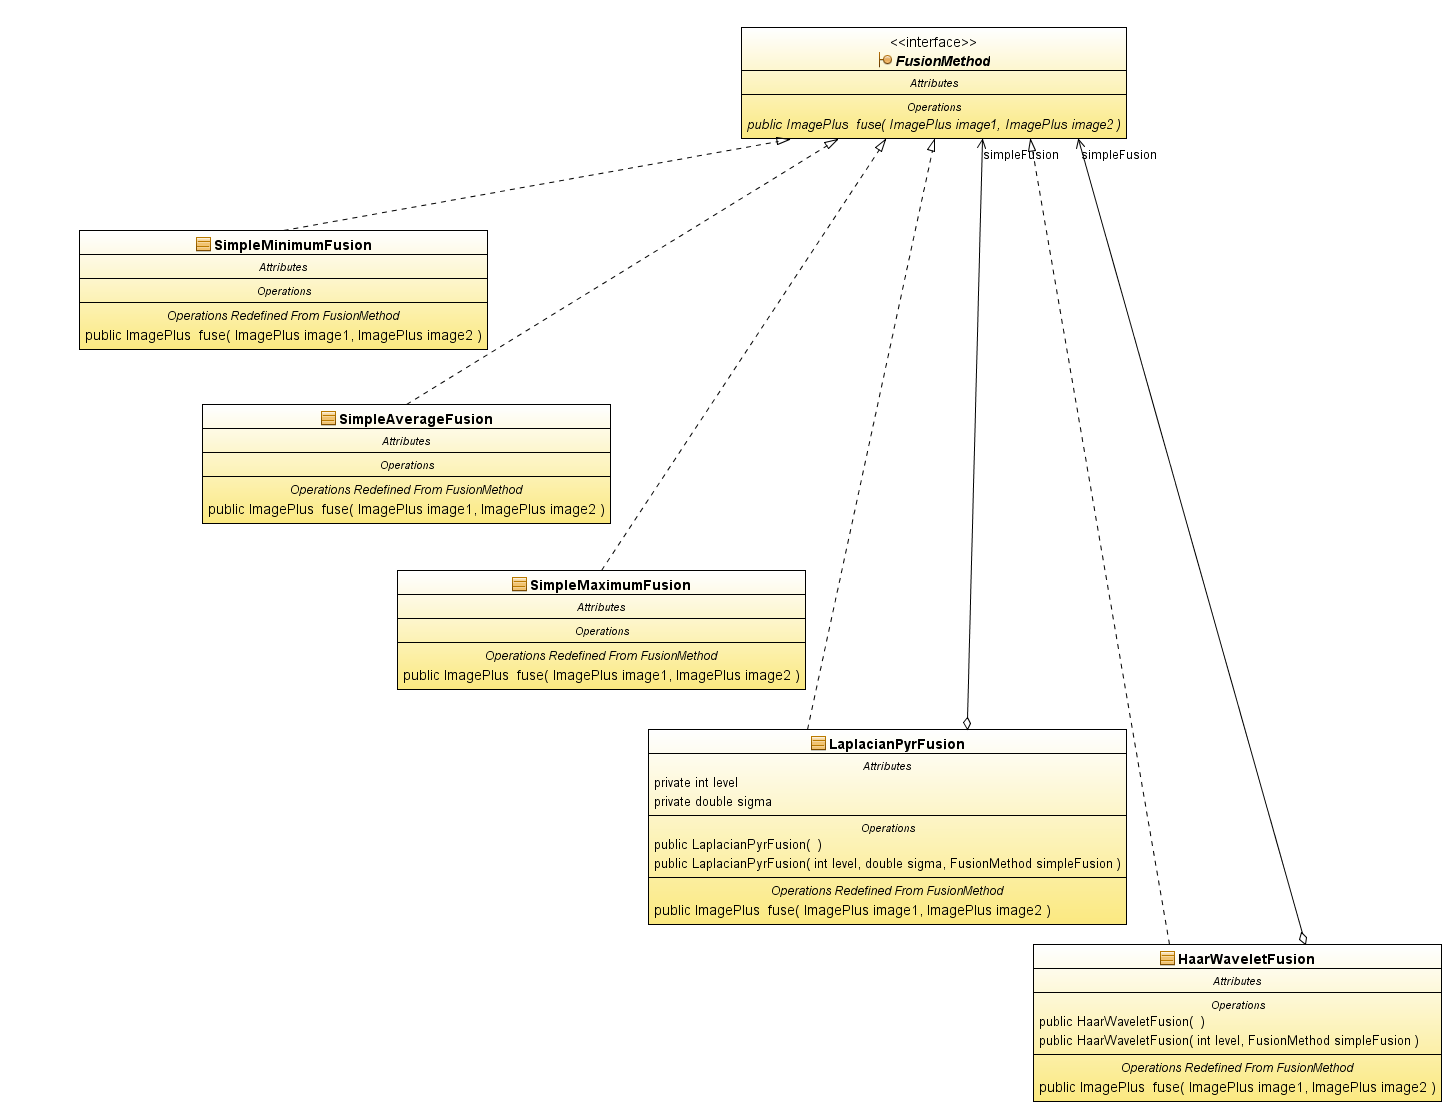 <<interface>>
FusionMethod
Attributes
Operations
public ImagePlus fuse( ImagePlus image1, ImagePlus image2 )
simpleFusion
simpleFusion
SimpleMinimumFusion
Attributes
Operations
Operations Redefined From FusionMethod
public ImagePlus fuse( ImagePlus image1, ImagePlus image2 )
SimpleAverageFusion
Attributes
Operations
Operations Redefined From FusionMethod
public ImagePlus fuse( ImagePlus image1, ImagePlus image2 )
SimpleMaximumFusion
Attributes
Operations
Operations Redefined From FusionMethod
public ImagePlus fuse( ImagePlus image1, ImagePlus image2 )
LaplacianPyrFusion
Attributes
private int level
private double sigma
Operations
public LaplacianPyrFusion( )
public LaplacianPyrFusion( int level, double sigma, FusionMethod simpleFusion )
Operations Redefined From FusionMethod
public ImagePlus fuse( ImagePlus image1, ImagePlus image2 )
HaarWaveletFusion
Attributes
Operations
public HaarWaveletFusion( )
public HaarWaveletFusion( int level, FusionMethod simpleFusion )
Operations Redefined From FusionMethod
public ImagePlus fuse( ImagePlus image1, ImagePlus image2 )